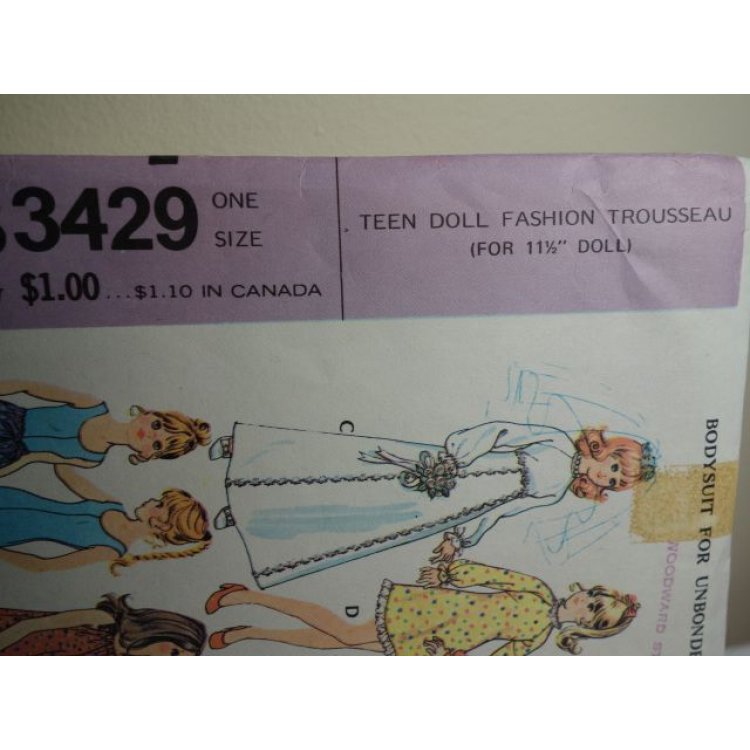 3429 ONE SIZE
$1.00...$1.10 IN CANADA
TEEN DOLL FASHION TROUSSEAU
(FOR 11½" DOLL)
C
D
BODYSUIT FOR
WOODWARD